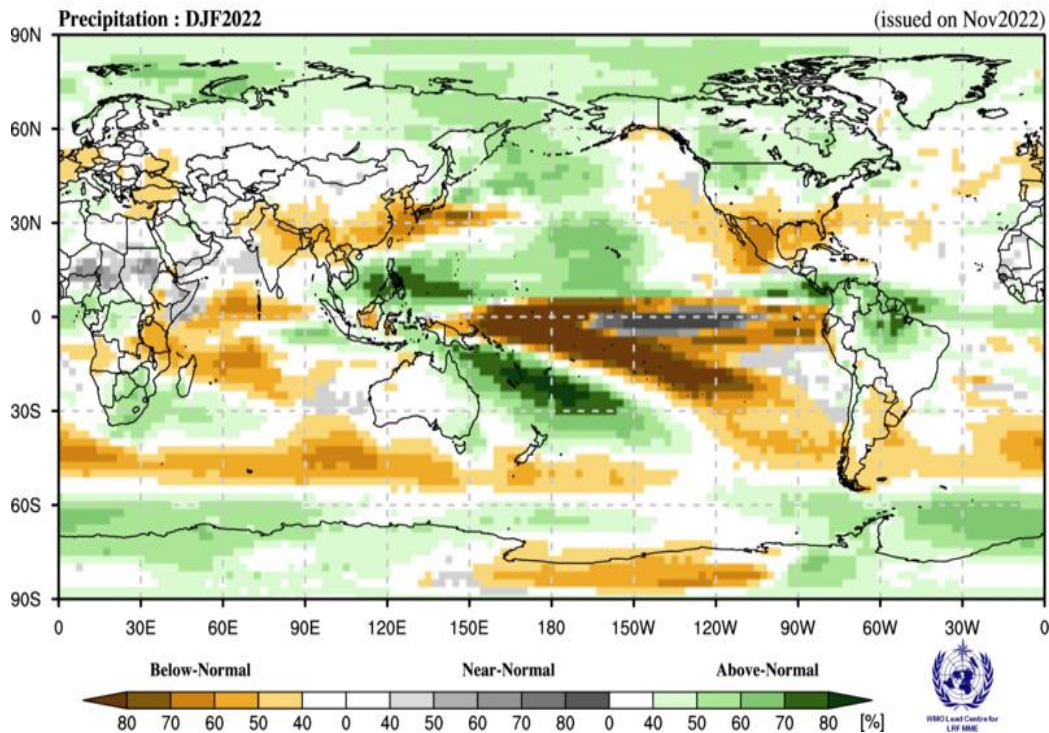 Precipitation : DJF2022 (issued on Nov2022)
90N
60N
30N
0
30S
60S
90S
0 30E 60E 90E 120E 150E 180 150W 120W 90W 60W 30W 0
Below-Normal Near-Normal Above-Normal
80 70 60 50 40 0 40 50 60 70 80 0 40 50 60 70 80 [%]
WMO Lead Centre for
LRF MME